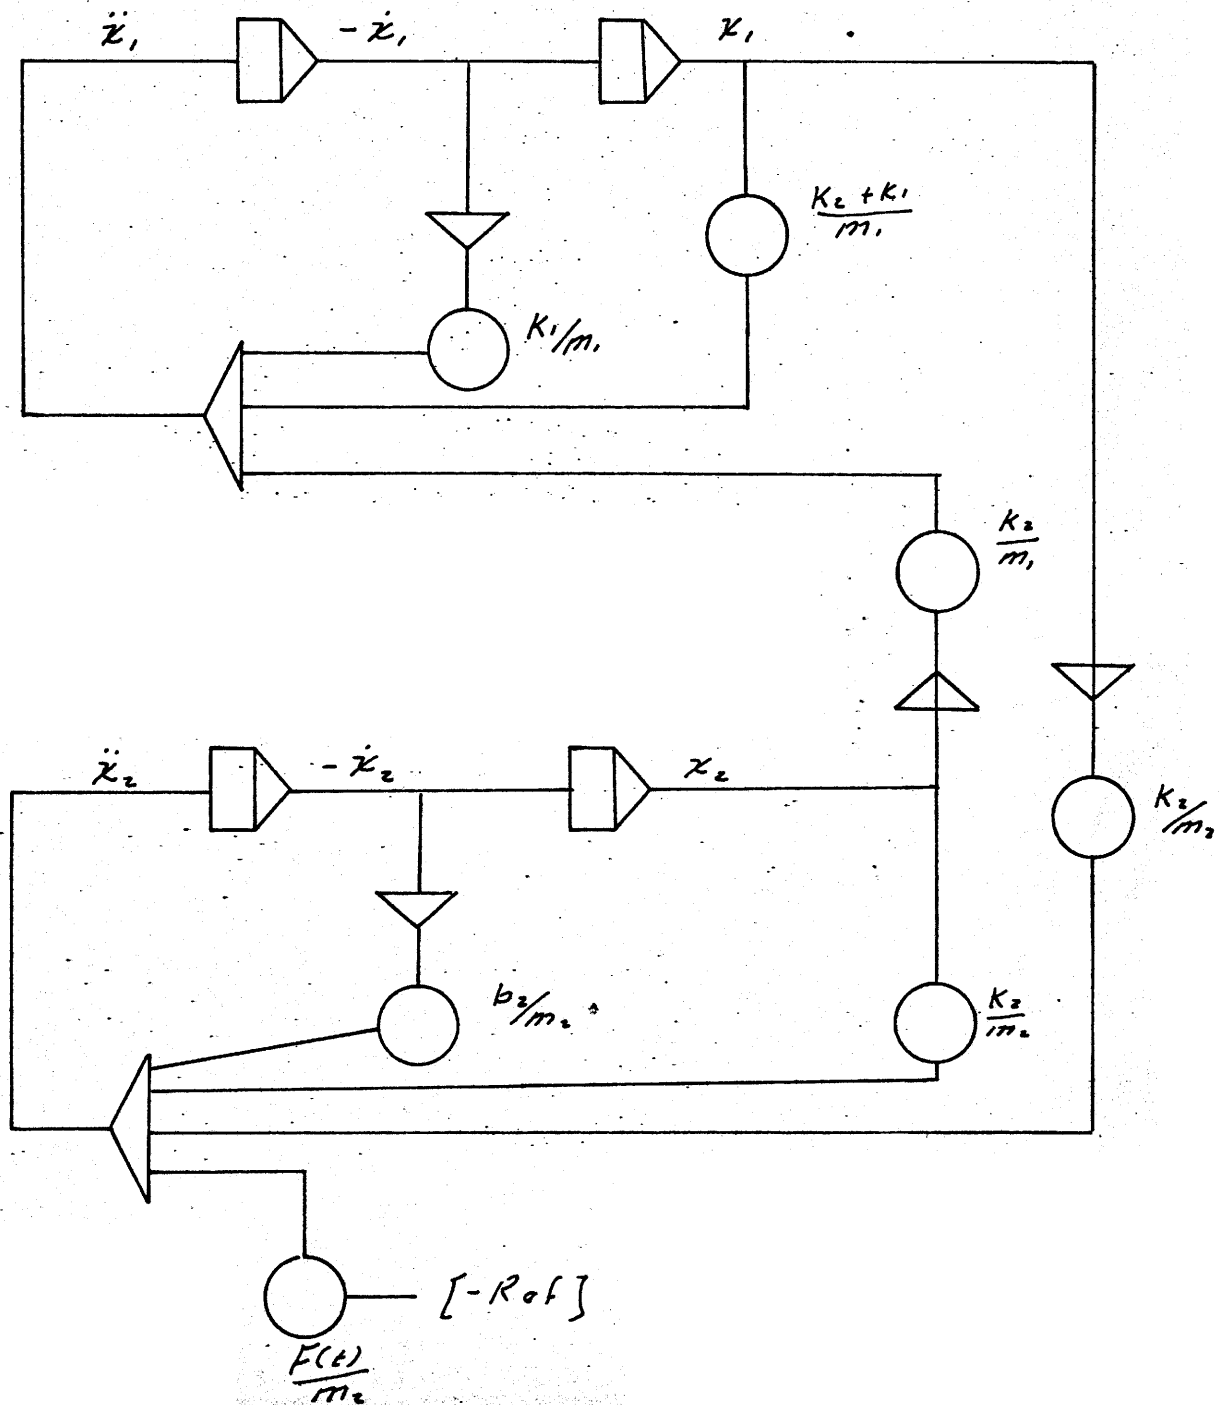 ẍ₁
- ẋ₁
x₁
K₂ + K₁
m₁
K₁/m₁
K₂
m₁
ẍ₂
- ẋ₂
x₂
K₂/m₂
b₂/m₂
K₂
m₂
[-Ref]
F(t)
m₂